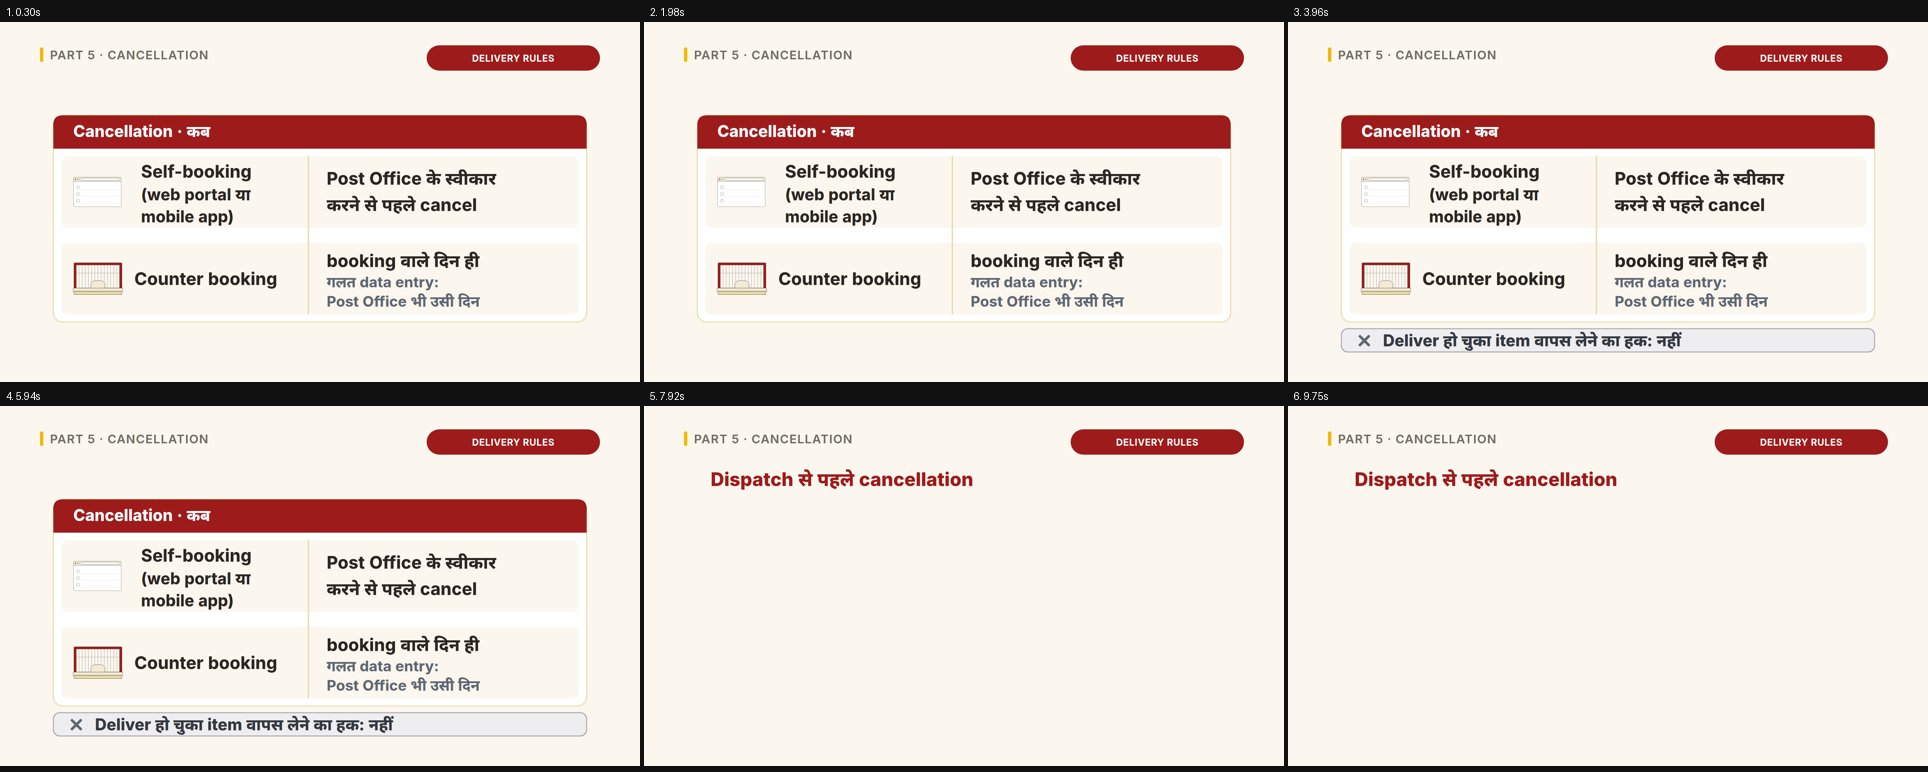 1. 0.30s
PART 5 · CANCELLATION
DELIVERY RULES
Cancellation · कब
Self-booking
(web portal या
mobile app)
Post Office के स्वीकार
करने से पहले cancel
Counter booking
booking वाले दिन ही
गलत data entry:
Post Office भी उसी दिन
2. 1.98s
PART 5 · CANCELLATION
DELIVERY RULES
Cancellation · कब
Self-booking
(web portal या
mobile app)
Post Office के स्वीकार
करने से पहले cancel
Counter booking
booking वाले दिन ही
गलत data entry:
Post Office भी उसी दिन
3. 3.96s
PART 5 · CANCELLATION
DELIVERY RULES
Cancellation · कब
Self-booking
(web portal या
mobile app)
Post Office के स्वीकार
करने से पहले cancel
Counter booking
booking वाले दिन ही
गलत data entry:
Post Office भी उसी दिन
✕ Deliver हो चुका item वापस लेने का हक: नहीं
4. 5.94s
PART 5 · CANCELLATION
DELIVERY RULES
Cancellation · कब
Self-booking
(web portal या
mobile app)
Post Office के स्वीकार
करने से पहले cancel
Counter booking
booking वाले दिन ही
गलत data entry:
Post Office भी उसी दिन
✕ Deliver हो चुका item वापस लेने का हक: नहीं
5. 7.92s
PART 5 · CANCELLATION
DELIVERY RULES
Dispatch से पहले cancellation
6. 9.75s
PART 5 · CANCELLATION
DELIVERY RULES
Dispatch से पहले cancellation